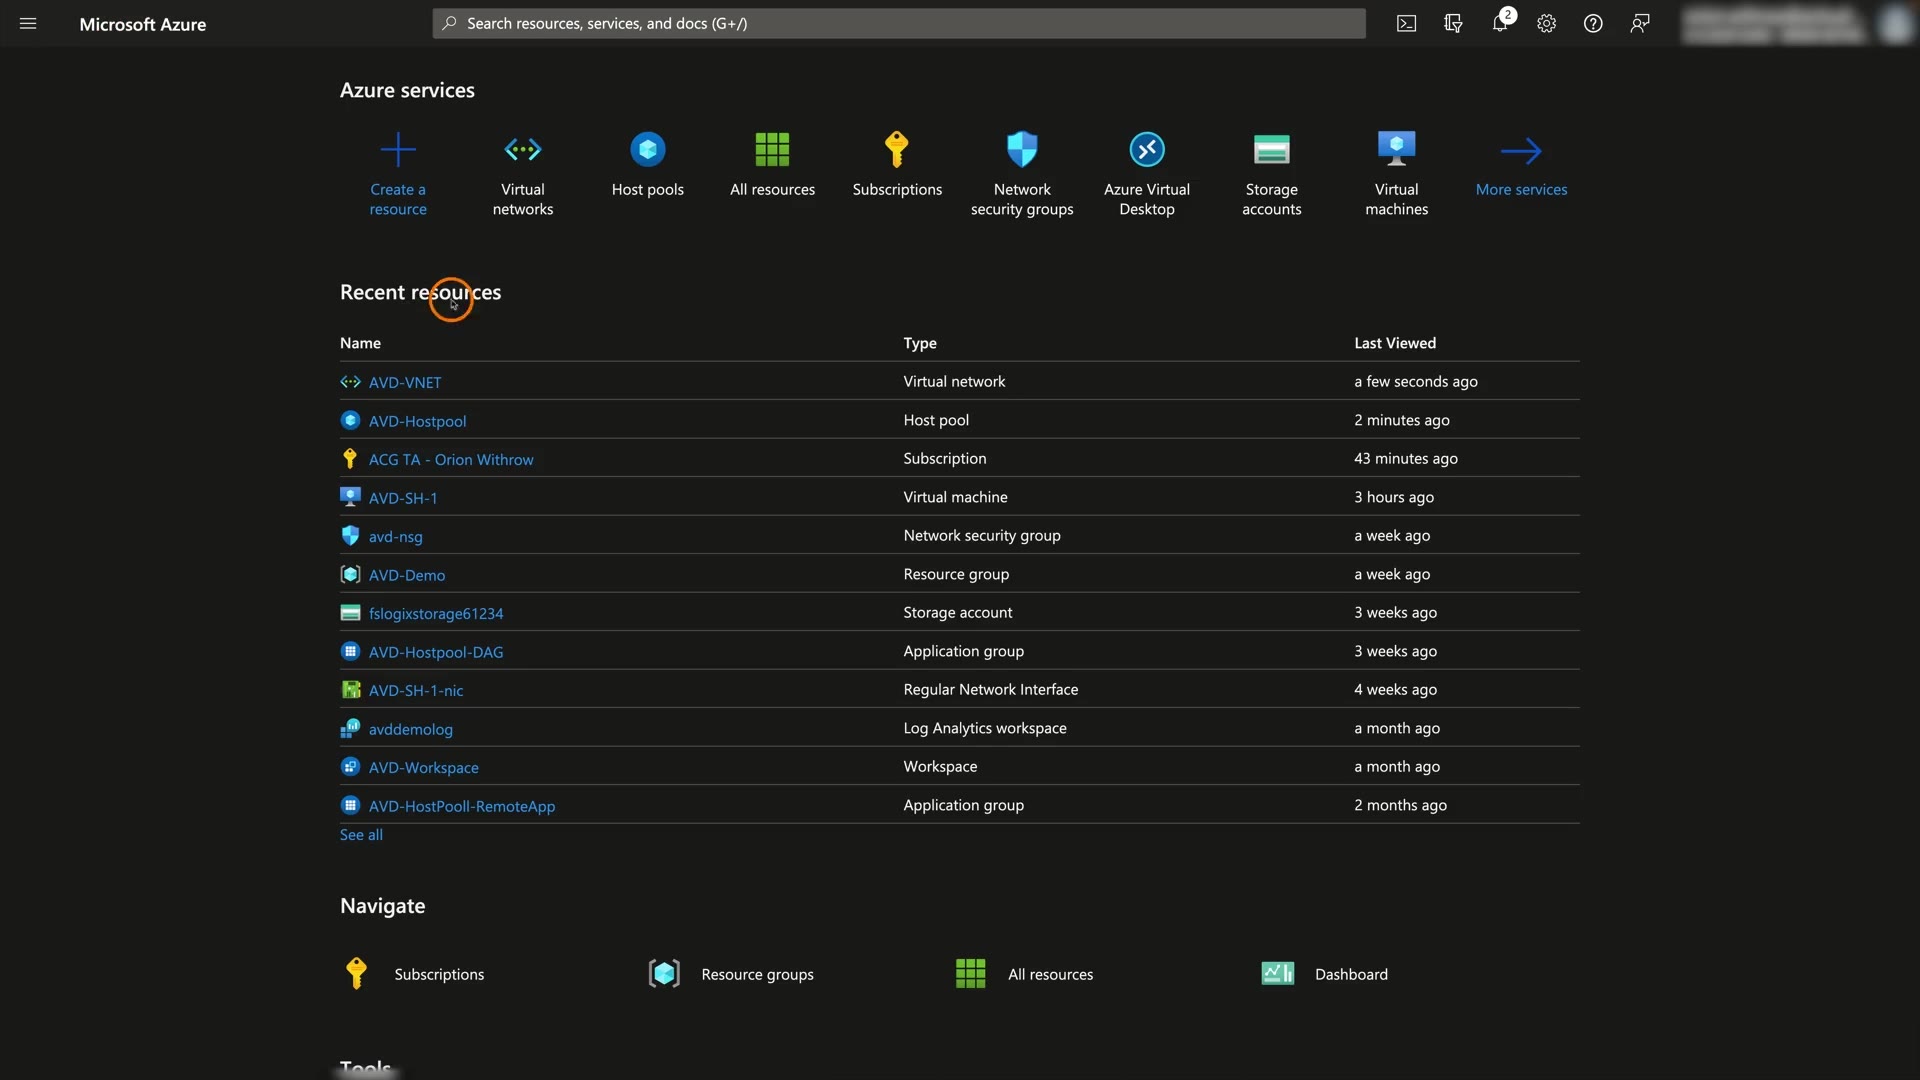 Microsoft Azure
Search resources, services, and docs (G+/)
2
Azure services
Create a
resource
Virtual
networks
Host pools
All resources
Subscriptions
Network
security groups
Azure Virtual
Desktop
Storage
accounts
Virtual
machines
More services
Recent resources
Name Type Last Viewed
AVD-VNET Virtual network a few seconds ago
AVD-Hostpool Host pool 2 minutes ago
ACG TA - Orion Withrow Subscription 43 minutes ago
AVD-SH-1 Virtual machine 3 hours ago
avd-nsg Network security group a week ago
AVD-Demo Resource group a week ago
fslogixstorage61234 Storage account 3 weeks ago
AVD-Hostpool-DAG Application group 3 weeks ago
AVD-SH-1-nic Regular Network Interface 4 weeks ago
avddemolog Log Analytics workspace a month ago
AVD-Workspace Workspace a month ago
AVD-HostPooll-RemoteApp Application group 2 months ago
See all
Navigate
Subscriptions Resource groups All resources Dashboard
Tools